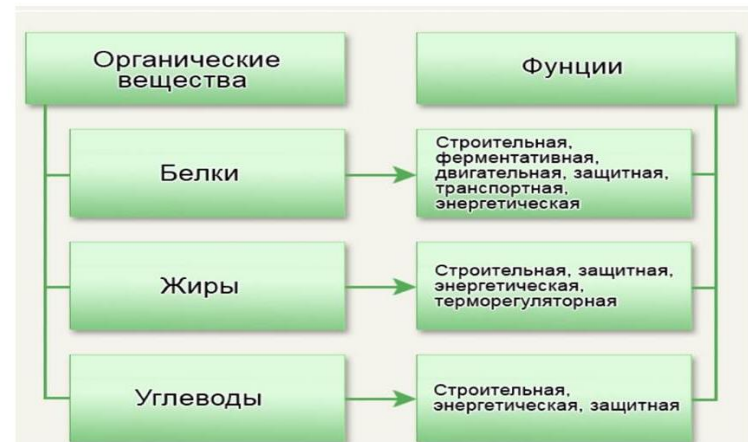 Органические
вещества
Фунции
Белки
Строительная,
ферментативная,
двигательная, защитная,
транспортная,
энергетическая
Жиры
Строительная, защитная,
энергетическая,
терморегуляторная
Углеводы
Строительная,
энергетическая, защитная